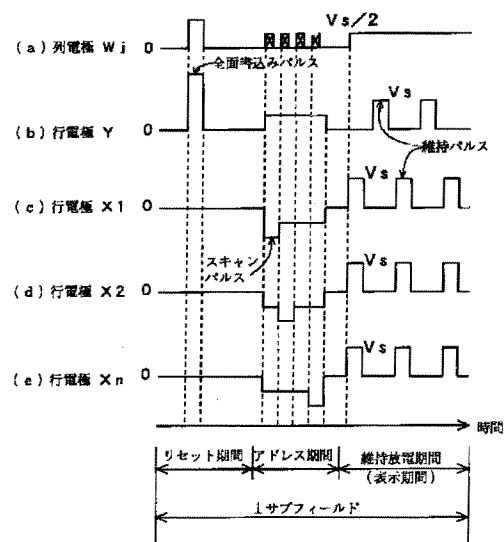 Vs/2
(a)列電極 Wj 0
全面書込みパルス
Vs
(b)行電極 Y 0
維持パルス
Vs
(c)行電極 X1 0
スキャン
パルス
Vs
(d)行電極 X2 0
Vs
(e)行電極 Xn 0
時間
リセット期間 アドレス期間 維持放電期間
(表示期間)
1サブフィールド